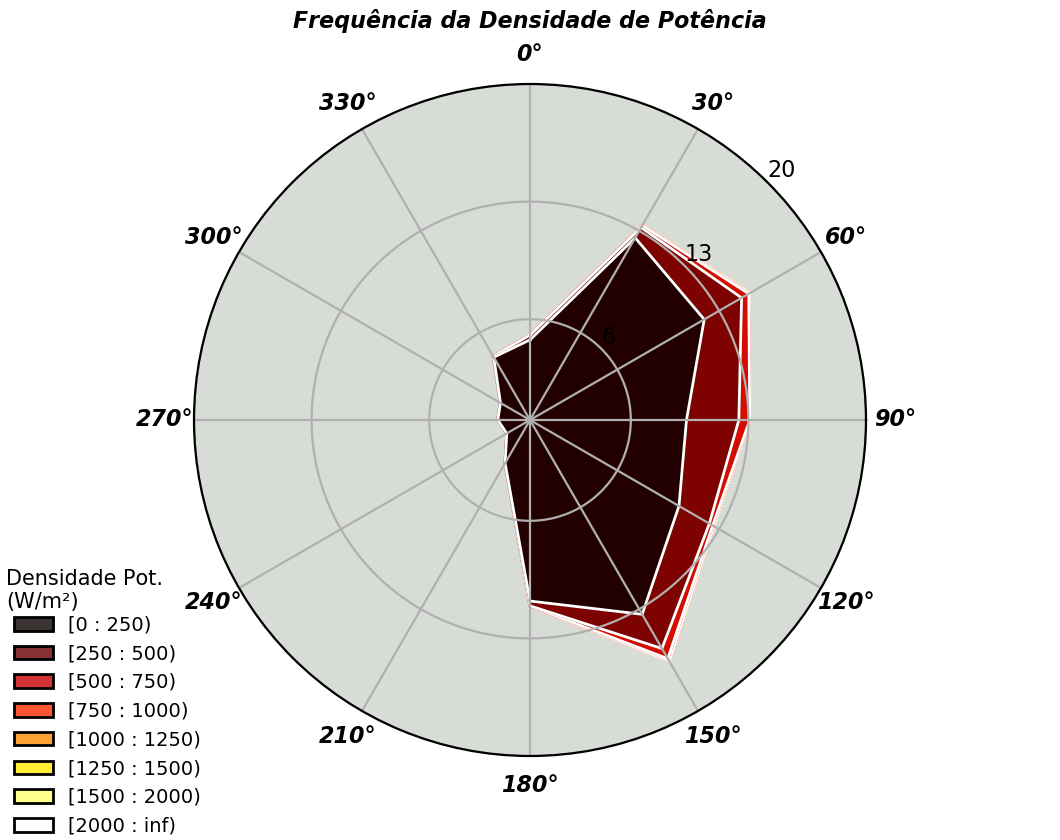 Frequência da Densidade de Potência
0°
330°
30°
20
300°
60°
13
6
270°
90°
Densidade Pot.
(W/m²)
240°
120°
[0 : 250)
[250 : 500)
[500 : 750)
[750 : 1000)
[1000 : 1250)
[1250 : 1500)
[1500 : 2000)
[2000 : inf)
210°
150°
180°